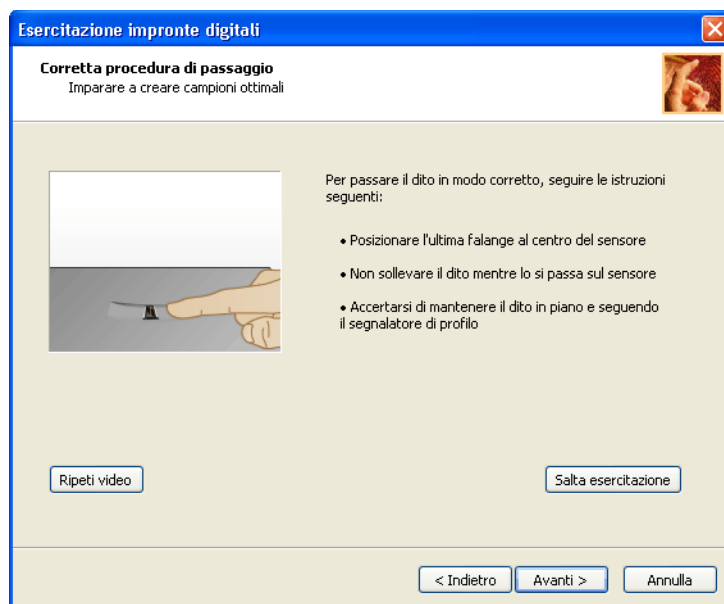 Esercitazione impronte digitali
Corretta procedura di passaggio
Imparare a creare campioni ottimali
Per passare il dito in modo corretto, seguire le istruzioni
seguenti:
• Posizionare l'ultima falange al centro del sensore
• Non sollevare il dito mentre lo si passa sul sensore
• Accertarsi di mantenere il dito in piano e seguendo
il segnalatore di profilo
Ripeti video
Salta esercitazione
< Indietro
Avanti >
Annulla